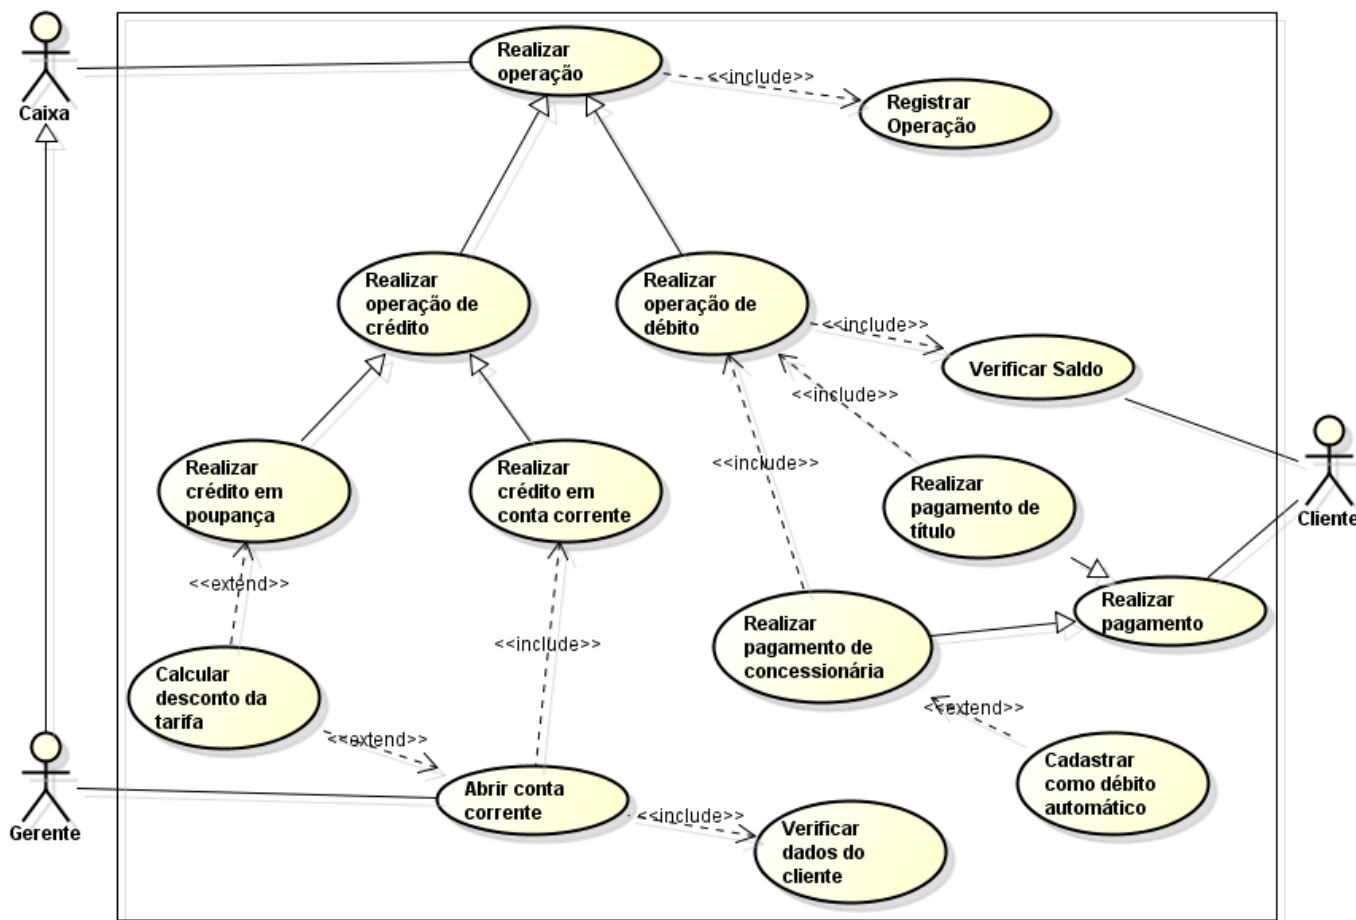 Realizar
operação
<<include>>
Registrar
Operação
Caixa
Realizar
operação de
crédito
Realizar
operação de
débito
<<include>>
Verificar Saldo
<<include>>
<<include>>
Realizar
crédito em
poupança
Realizar
crédito em
conta corrente
Realizar
pagamento de
título
Cliente
<<extend>>
<<include>>
Realizar
pagamento de
concessionária
Realizar
pagamento
Calcular
desconto da
tarifa
<<extend>>
<<extend>>
Cadastrar
como débito
automático
Gerente
Abrir conta
corrente
<<include>>
Verificar
dados do
cliente